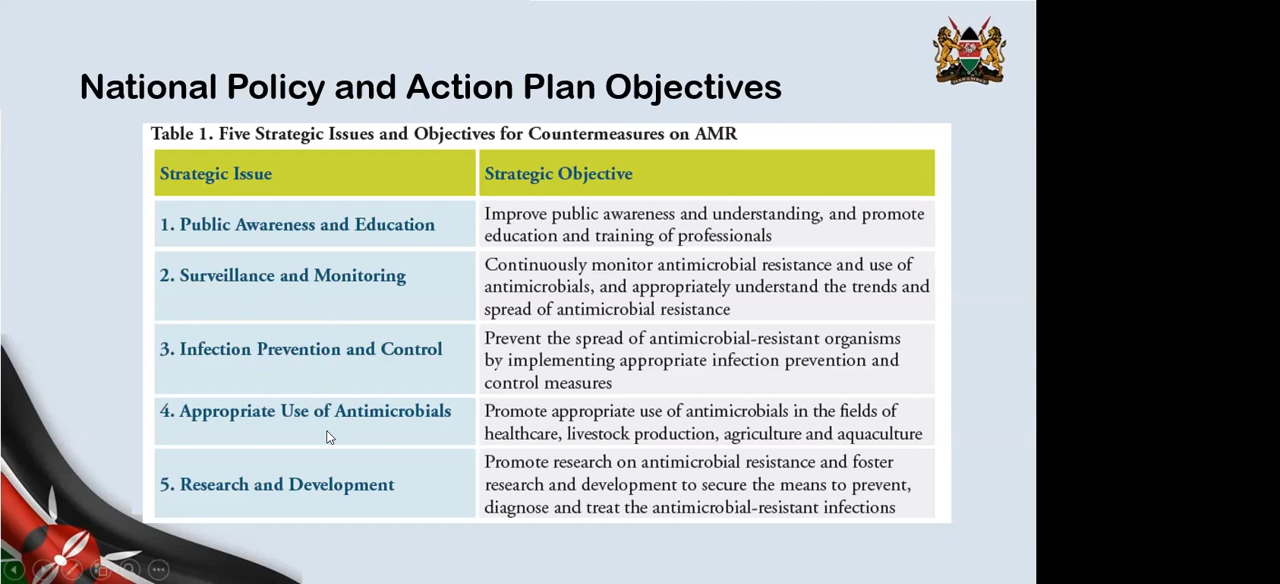 National Policy and Action Plan Objectives
Table 1. Five Strategic Issues and Objectives for Countermeasures on AMR
Strategic Issue
Strategic Objective
1. Public Awareness and Education
Improve public awareness and understanding, and promote
education and training of professionals
2. Surveillance and Monitoring
Continuously monitor antimicrobial resistance and use of
antimicrobials, and appropriately understand the trends and
spread of antimicrobial resistance
3. Infection Prevention and Control
Prevent the spread of antimicrobial-resistant organisms
by implementing appropriate infection prevention and
control measures
4. Appropriate Use of Antimicrobials
Promote appropriate use of antimicrobials in the fields of
healthcare, livestock production, agriculture and aquaculture
5. Research and Development
Promote research on antimicrobial resistance and foster
research and development to secure the means to prevent,
diagnose and treat the antimicrobial-resistant infections